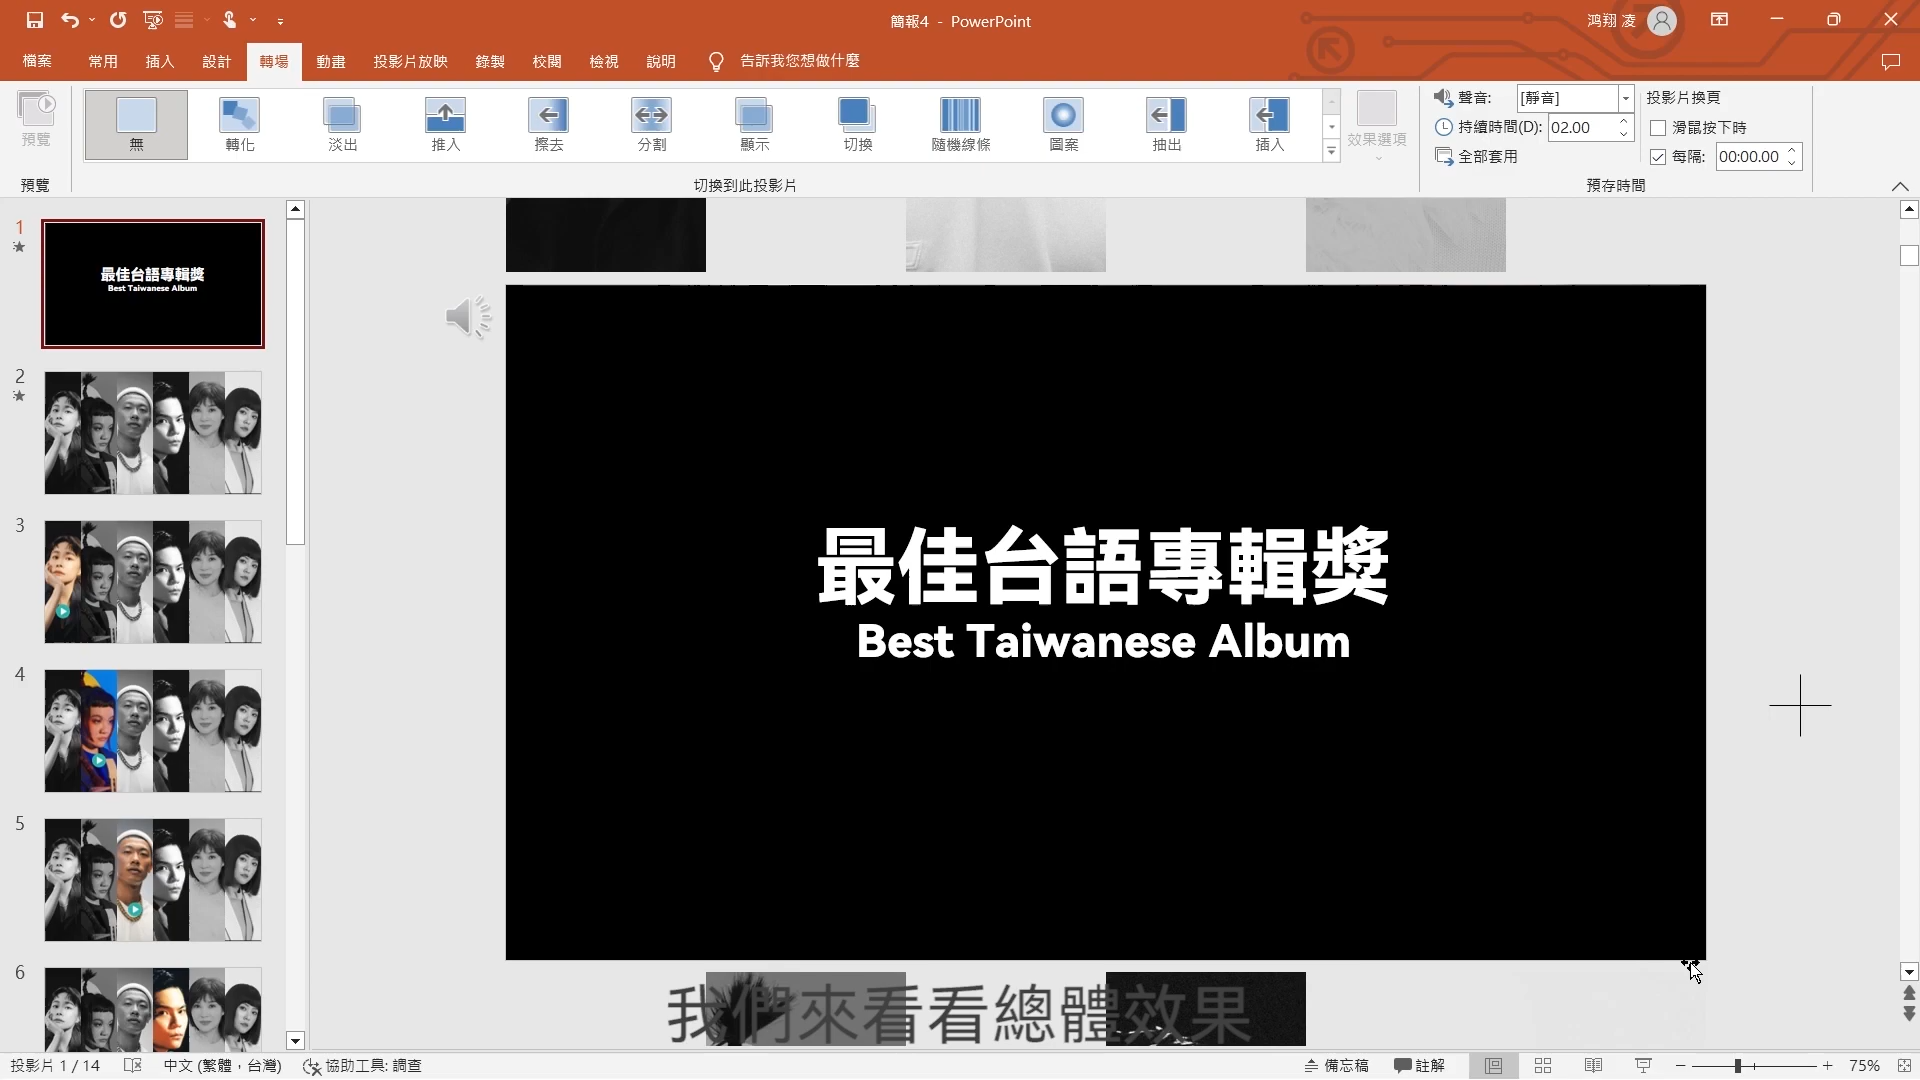 簡報4 - PowerPoint
鴻翔 凌
檔案 常用 插入 設計 轉場 動畫 投影片放映 錄製 校閱 檢視 說明 告訴我您想做什麼
預覽
無 轉化 淡出 推入 擦去 分割 顯示 切換 隨機線條 圖案 抽出 插入
效果選項
聲音: [靜音]
持續時間(D): 02.00
全部套用
投影片換頁
滑鼠按下時
每隔: 00:00.00
預覽 切換到此投影片 預存時間
1
最佳台語專輯獎
Best Taiwanese Album
2
3
4
5
6
最佳台語專輯獎
Best Taiwanese Album
我們來看看總體效果
投影片 1 / 14 中文 (繁體，台灣) 協助工具: 調查 備忘稿 註解 75%